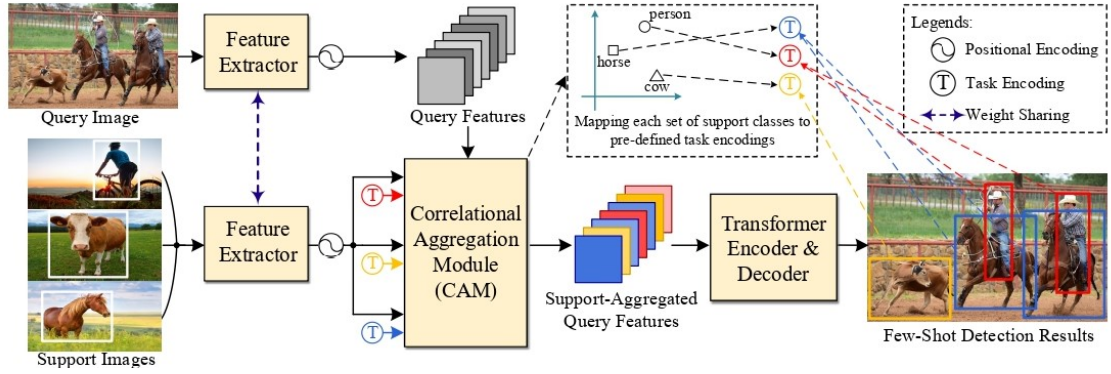 Query Image
Feature
Extractor
Query Features
person
horse
cow
T
T
T
Mapping each set of support classes to
pre-defined task encodings
Legends:
Positional Encoding
T
Task Encoding
Weight Sharing
Support Images
Feature
Extractor
T
T
T
Correlational
Aggregation
Module
(CAM)
Support-Aggregated
Query Features
Transformer
Encoder &
Decoder
Few-Shot Detection Results